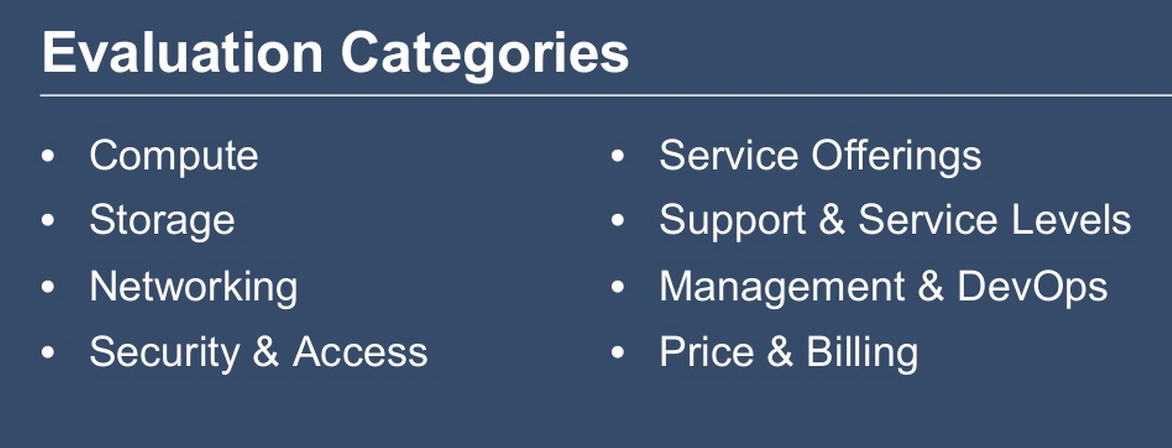 Evaluation Categories
• Compute
• Storage
• Networking
• Security & Access
• Service Offerings
• Support & Service Levels
• Management & DevOps
• Price & Billing